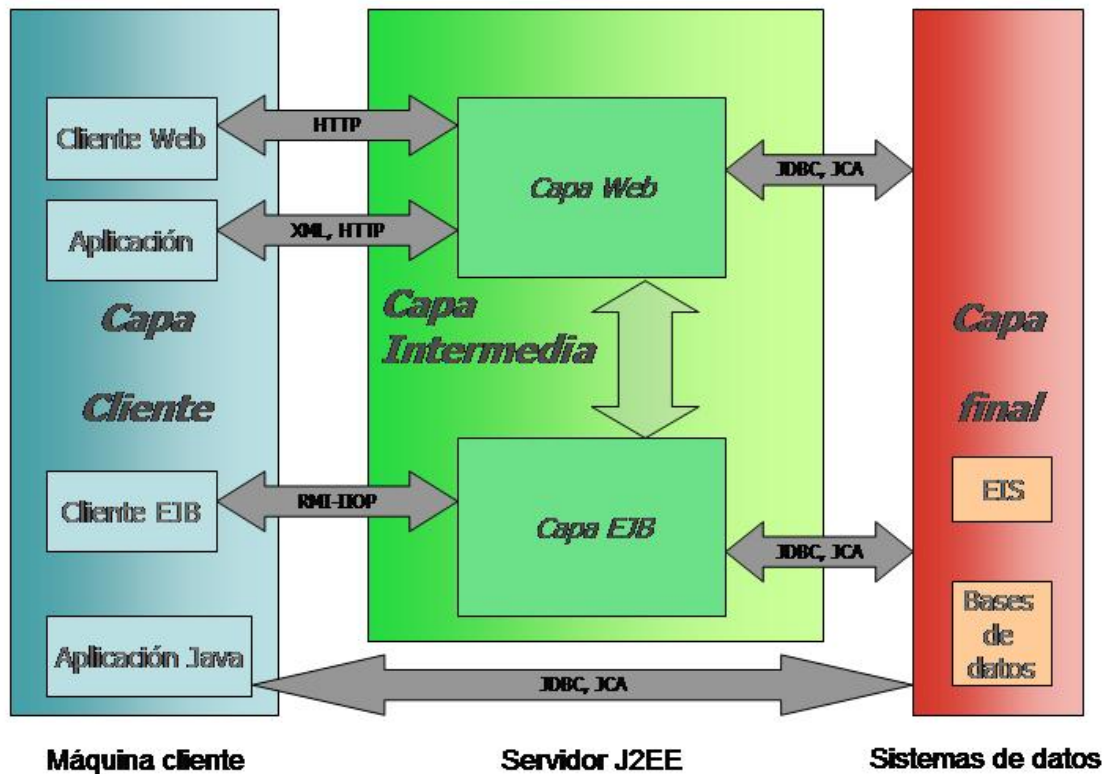 Cliente Web
HTTP
Capa Web
JDBC, JCA
Aplicación
XML, HTTP
Capa
Cliente
Capa
Intermedia
Capa
final
Cliente EJB
RMI-IIOP
Capa EJB
JDBC, JCA
EIS
Bases
de
datos
Aplicación Java
JDBC, JCA
Máquina cliente
Servidor J2EE
Sistemas de datos